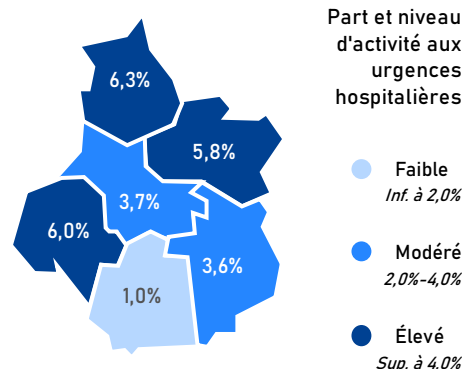 Part et niveau
d'activité aux
urgences
hospitalières
6,3%
5,8%
3,7%
6,0%
3,6%
1,0%
Faible
Inf. à 2,0%
Modéré
2,0%-4,0%
Élevé
Sup. à 4,0%